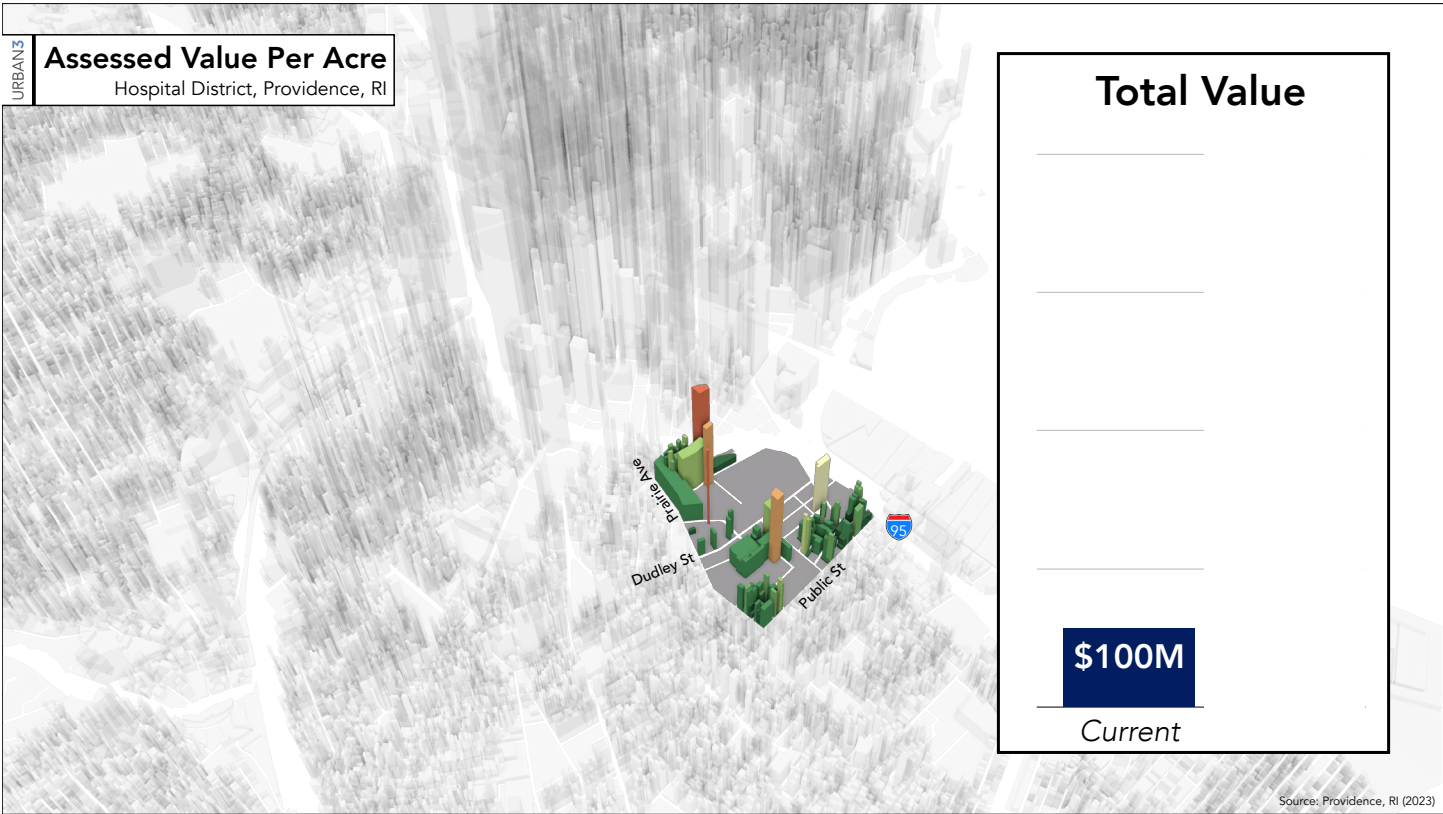 URBAN3
Assessed Value Per Acre
Hospital District, Providence, RI
Total Value
Prairie Ave
Dudley St
Public St
95
$100M
Current
Source: Providence, RI (2023)